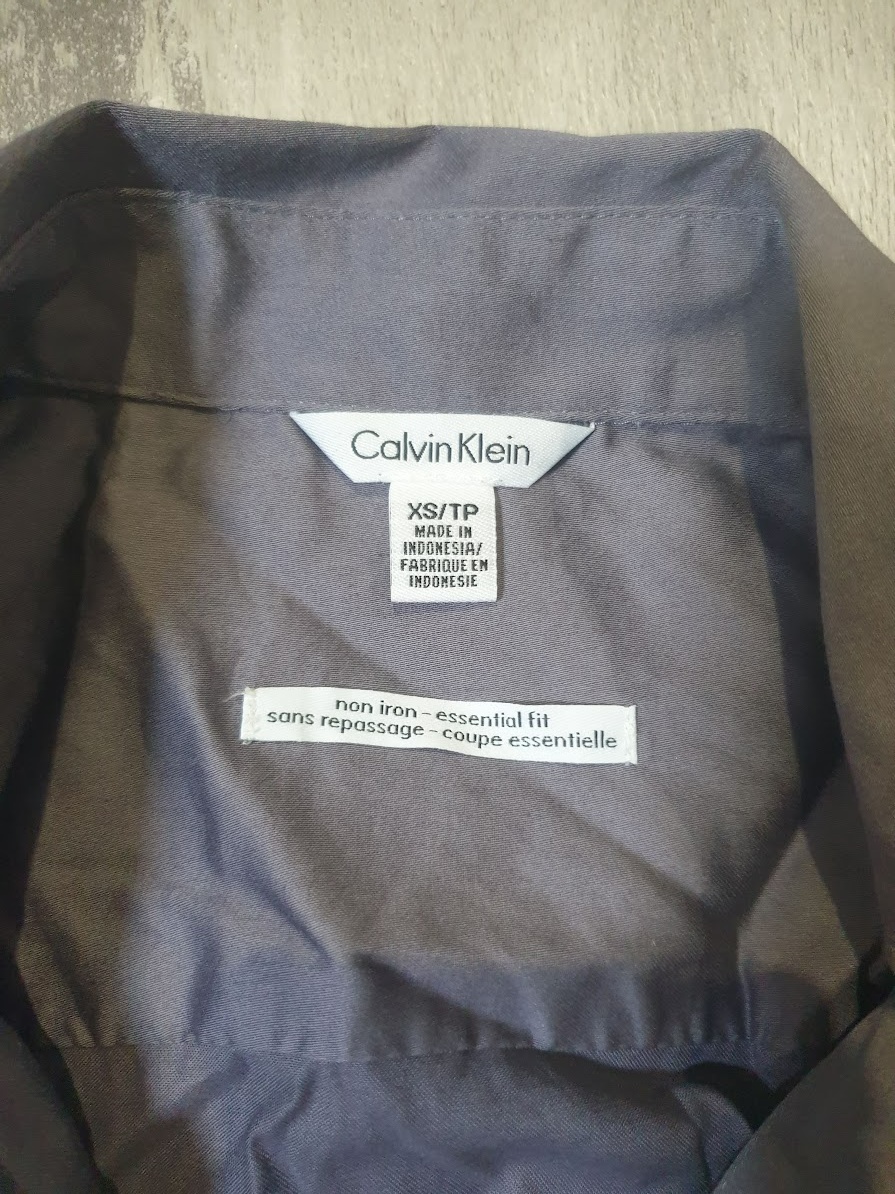 Calvin Klein
XS/TP
MADE IN
INDONESIA/
FABRIQUE EN
INDONESIE
non iron - essential fit
sans repassage - coupe essentielle